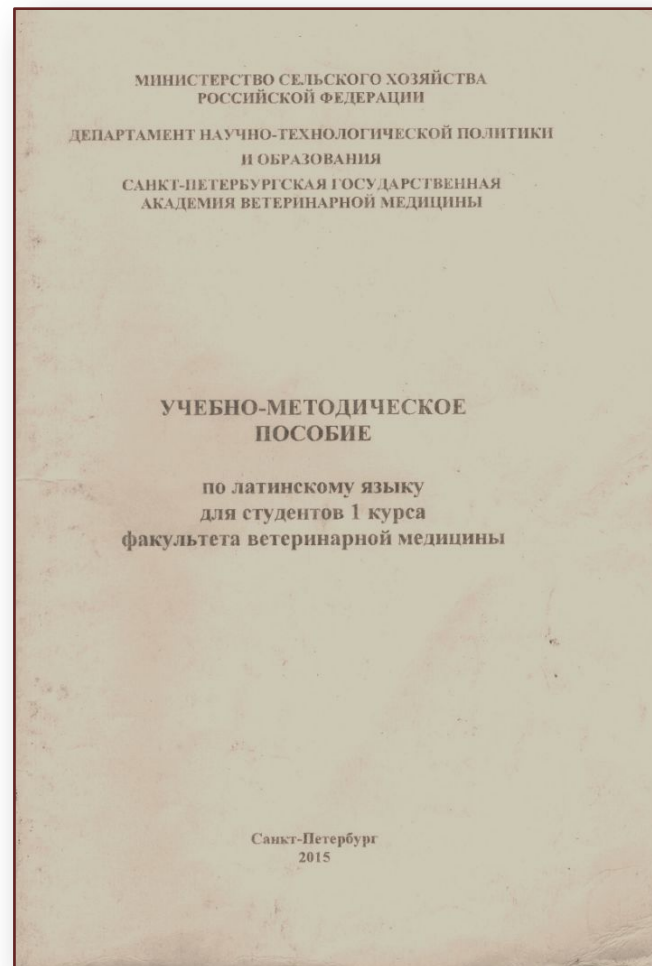 МИНИСТЕРСТВО СЕЛЬСКОГО ХОЗЯЙСТВА
РОССИЙСКОЙ ФЕДЕРАЦИИ
ДЕПАРТАМЕНТ НАУЧНО-ТЕХНОЛОГИЧЕСКОЙ ПОЛИТИКИ
И ОБРАЗОВАНИЯ
САНКТ-ПЕТЕРБУРГСКАЯ ГОСУДАРСТВЕННАЯ
АКАДЕМИЯ ВЕТЕРИНАРНОЙ МЕДИЦИНЫ
УЧЕБНО-МЕТОДИЧЕСКОЕ
ПОСОБИЕ
по латинскому языку
для студентов 1 курса
факультета ветеринарной медицины
Санкт-Петербург
2015